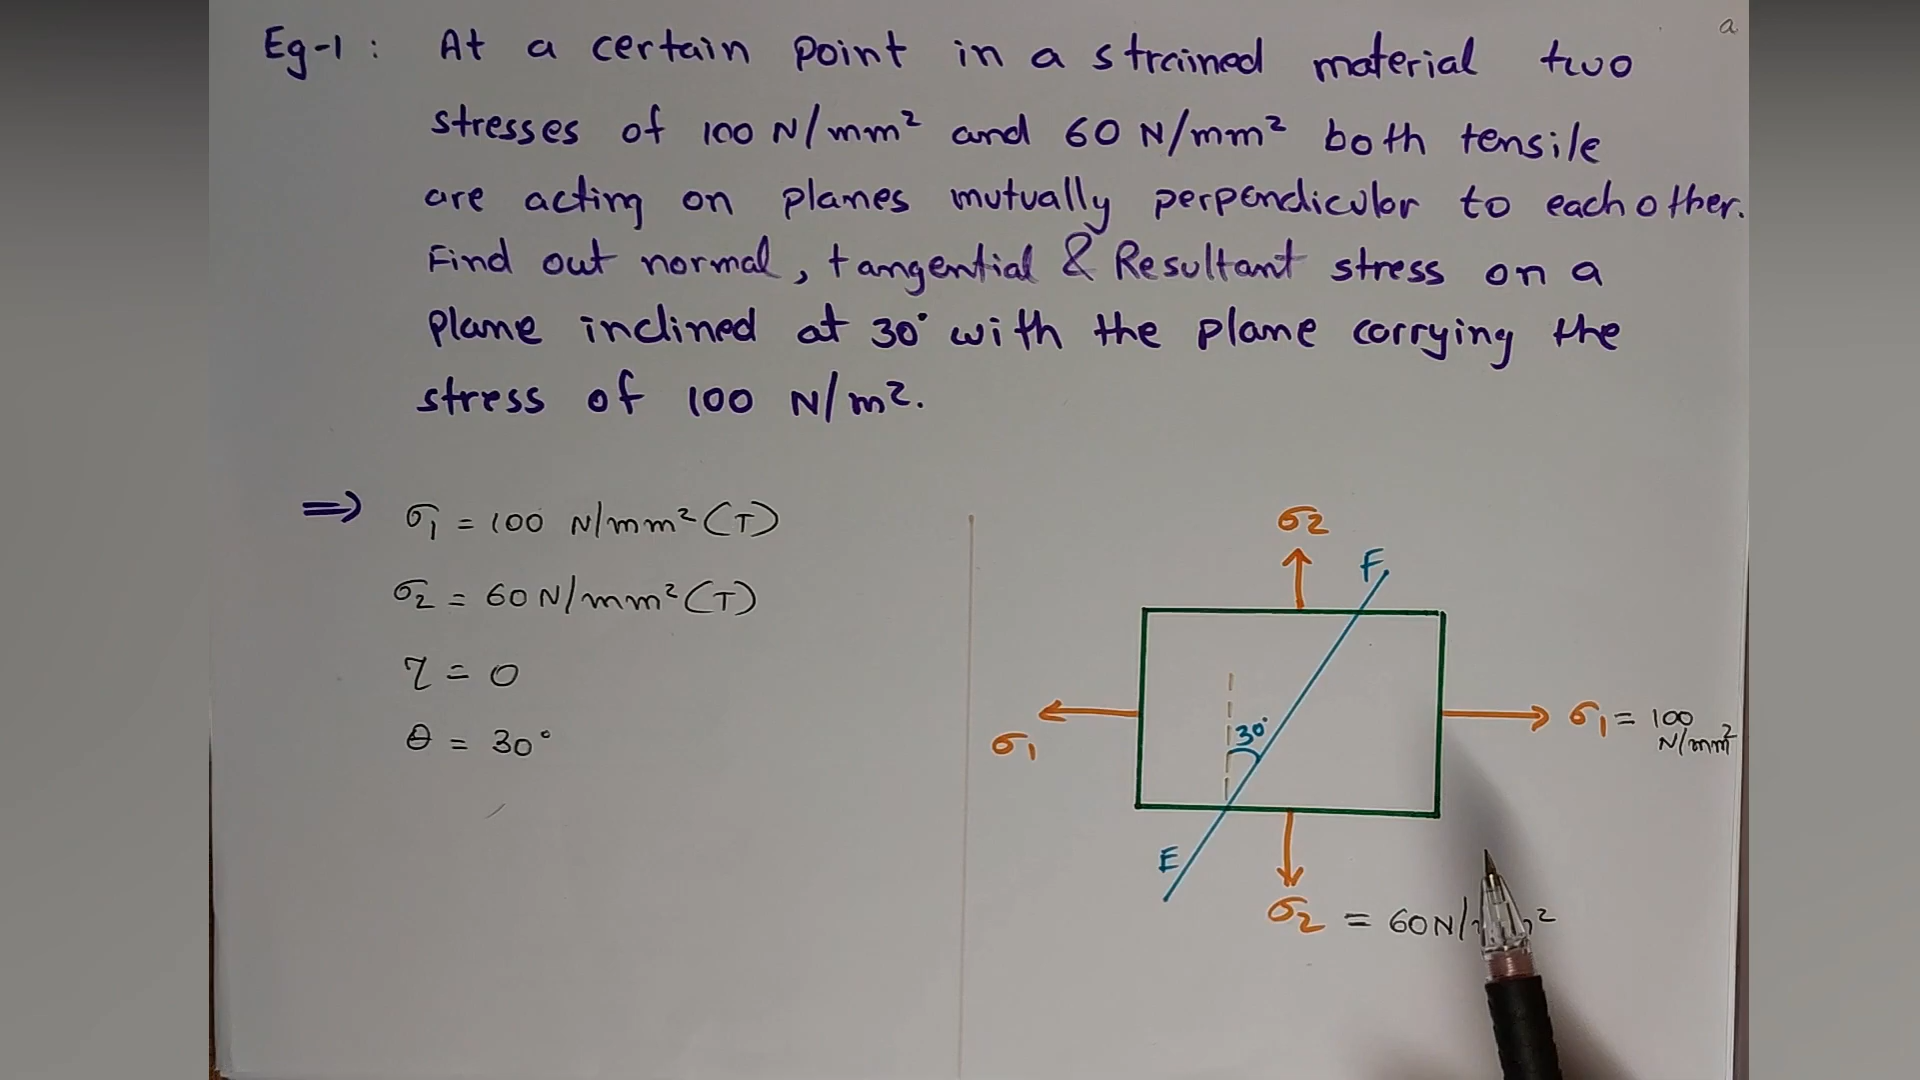 a
Eg-1: At a certain point in a strained material two
stresses of 100 N/mm² and 60 N/mm² both tensile
are acting on planes mutually perpendicular to each other.
Find out normal, tangential & Resultant stress on a
plane inclined at 30° with the plane carrying the
stress of 100 N/m².
⇒ σ1 = 100 N/mm² (T)
σ2 = 60 N/mm² (T)
τ = 0
θ = 30°
σ2
F
30°
σ1
σ1 = 100
N/mm²
E
σ2 = 60 N/